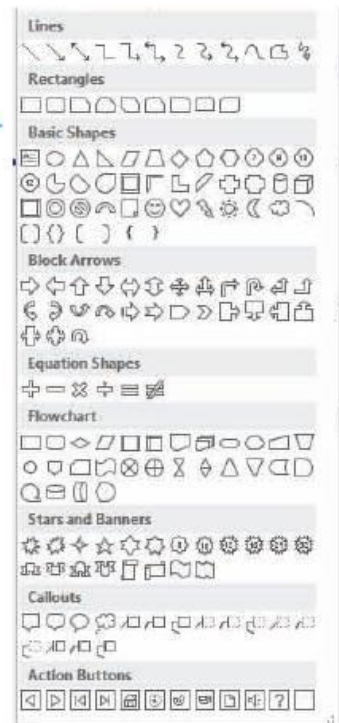 Lines
Rectangles
Basic Shapes
Block Arrows
Equation Shapes
Flowchart
Stars and Banners
Callouts
Action Buttons